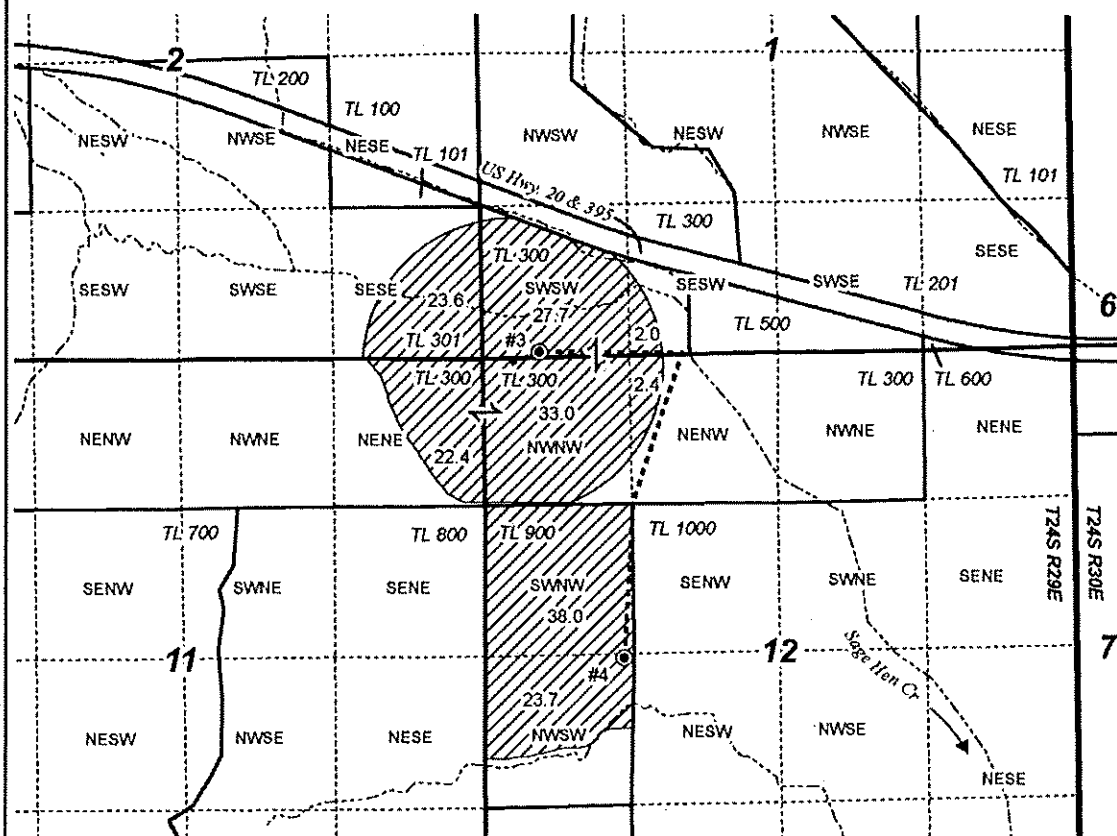 2
1
TL 200
TL 100
NESW
NWSE
NESE
TL 101
NWSW
NESW
NWSE
NESE
TL 101
US Hwy. 20 & 395
TL 300
SESE
TL 300
SESW
SWSE
SESE
SWSW
SESW
SWSE
TL 201
6
23.6
27.7
2.0
TL 500
TL 301
#3
TL 300
TL 300
2.4
TL 300
TL 600
NENW
NWNE
NENE
33.0
NWNW
NENW
NWNE
NENE
22.4
TL 700
TL 800
TL 900
TL 1000
T24S R29E
T24S R30E
SENW
SWNE
SENE
SWNW
SENW
SWNE
SENE
38.0
11
12
7
#4
Sage Hen Cr.
23.7
NESW
NWSE
NESE
NWSW
NESW
NWSE
NESE